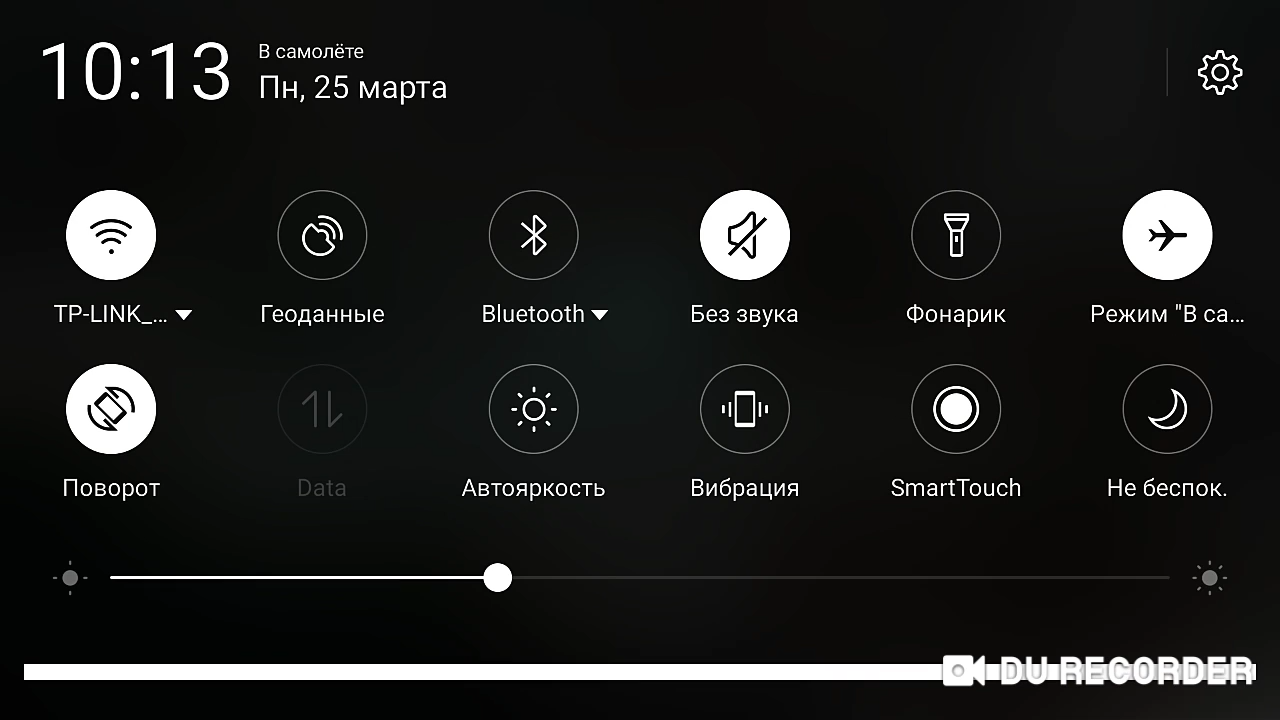 10:13
В самолёте
Пн, 25 марта
TP-LINK_...
Геоданные
Bluetooth
Без звука
Фонарик
Режим "В са...
Поворот
Data
Автояркость
Вибрация
SmartTouch
Не беспок.
DU RECORDER